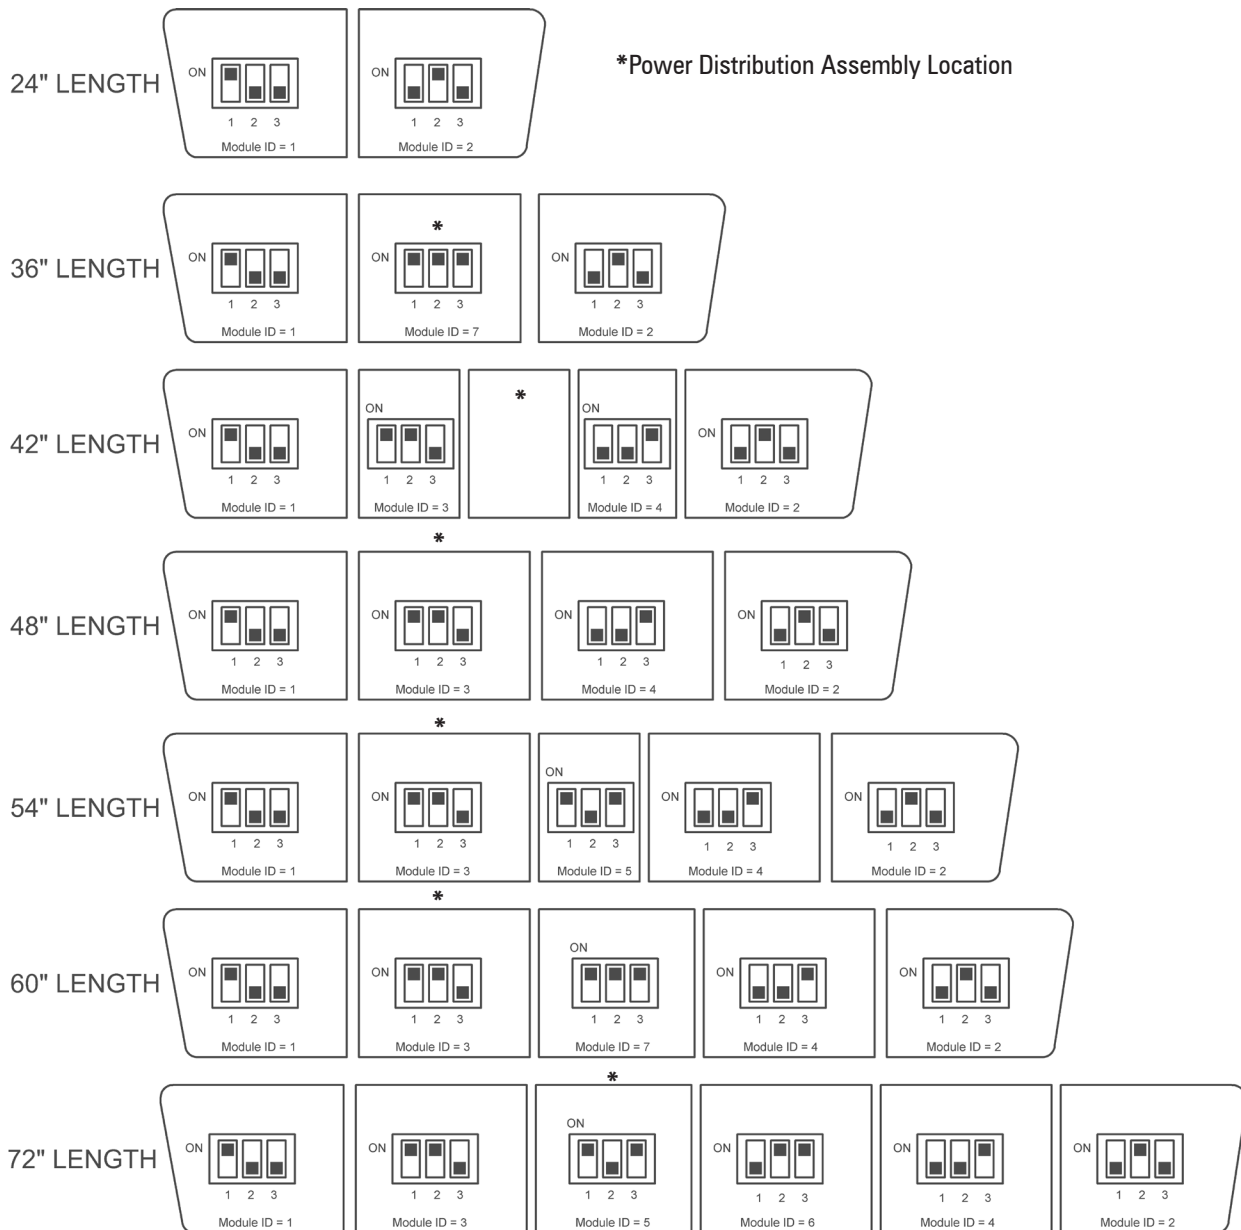 *Power Distribution Assembly Location
24" LENGTH
ON ON
1 2 3 1 2 3
Module ID = 1 Module ID = 2
*
36" LENGTH
ON ON ON
1 2 3 1 2 3 1 2 3
Module ID = 1 Module ID = 7 Module ID = 2
*
42" LENGTH
ON ON ON ON
1 2 3 1 2 3 1 2 3 1 2 3
Module ID = 1 Module ID = 3 Module ID = 4 Module ID = 2
*
48" LENGTH
ON ON ON ON
1 2 3 1 2 3 1 2 3 1 2 3
Module ID = 1 Module ID = 3 Module ID = 4 Module ID = 2
*
54" LENGTH
ON ON ON ON ON
1 2 3 1 2 3 1 2 3 1 2 3 1 2 3
Module ID = 1 Module ID = 3 Module ID = 5 Module ID = 4 Module ID = 2
*
60" LENGTH
ON ON ON ON ON
1 2 3 1 2 3 1 2 3 1 2 3 1 2 3
Module ID = 1 Module ID = 3 Module ID = 7 Module ID = 4 Module ID = 2
*
72" LENGTH
ON ON ON ON ON ON
1 2 3 1 2 3 1 2 3 1 2 3 1 2 3 1 2 3
Module ID = 1 Module ID = 3 Module ID = 5 Module ID = 6 Module ID = 4 Module ID = 2